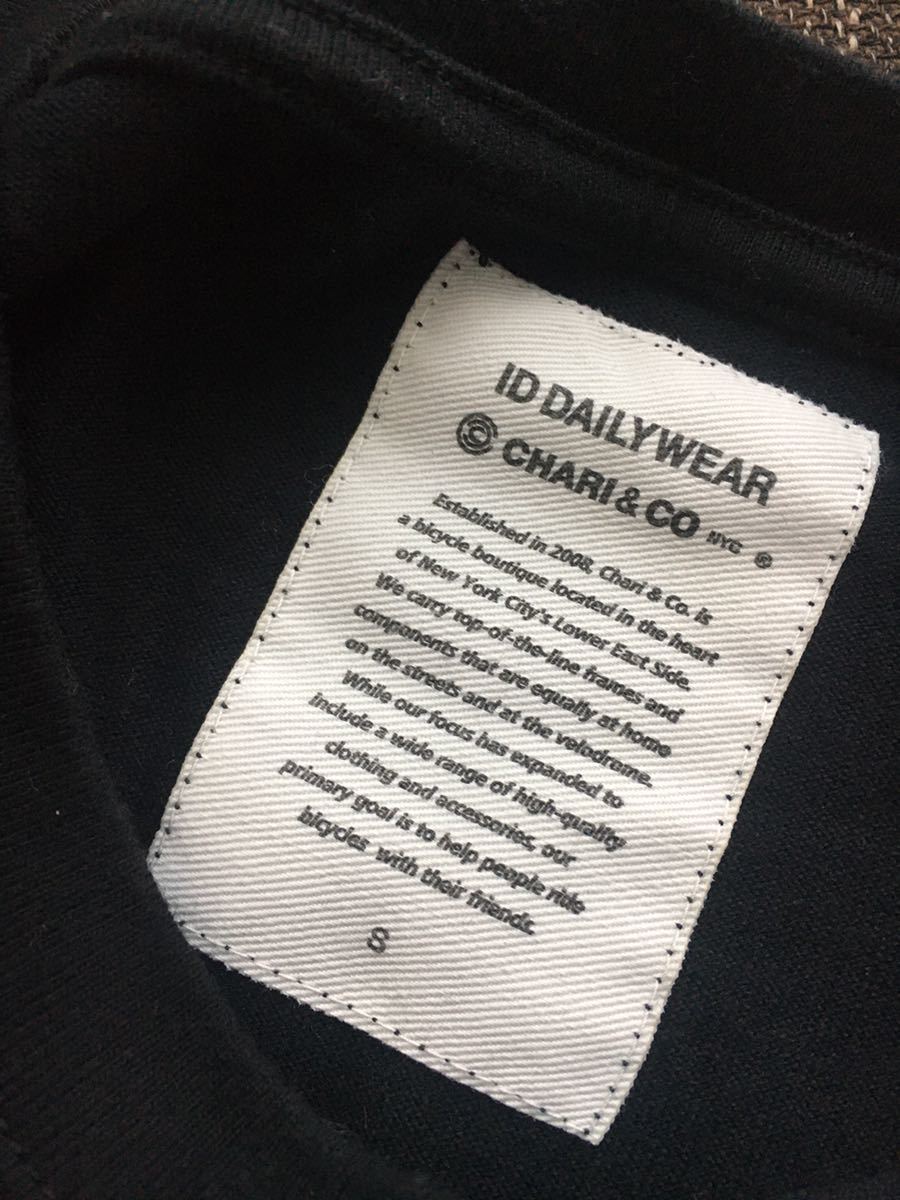 ID DAILYWEAR
© CHARI & CO NYC ®
Established in 2008, Chari & Co. is
a bicycle boutique located in the heart
of New York City's Lower East Side.
We carry top-of-the-line frames and
components that are equally at home
on the streets and at the velodrome.
While our focus has expanded to
include a wide range of high-quality
clothing and accessories, our
primary goal is to help people ride
bicycles with their friends.
S